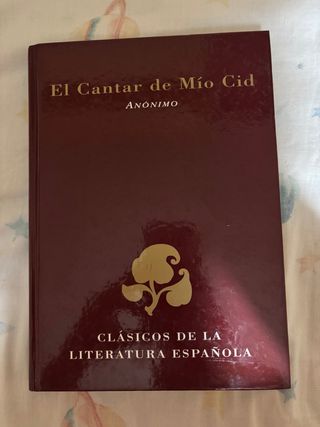 El Cantar de Mío Cid
Anónimo
CLÁSICOS DE LA
LITERATURA ESPAÑOLA